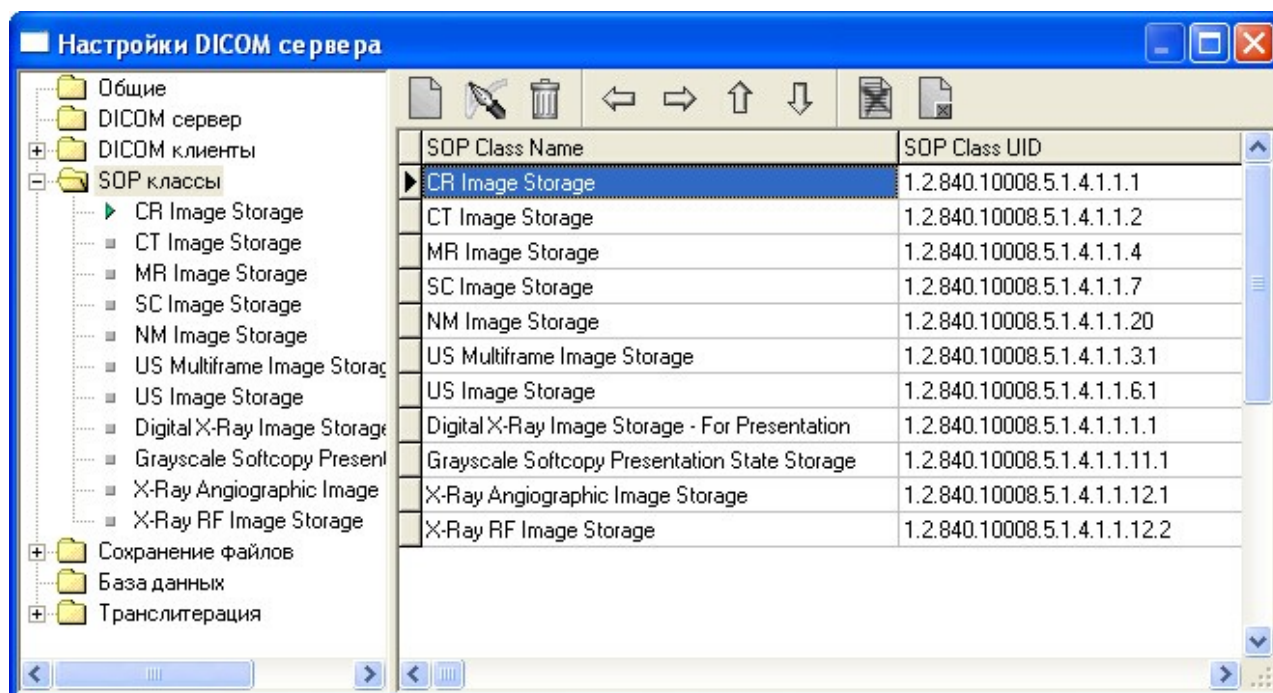 Настройки DICOM сервера
Общие
DICOM сервер
DICOM клиенты
SOP классы
CR Image Storage
CT Image Storage
MR Image Storage
SC Image Storage
NM Image Storage
US Multiframe Image Storag
US Image Storage
Digital X-Ray Image Storage
Grayscale Softcopy Present
X-Ray Angiographic Image
X-Ray RF Image Storage
Сохранение файлов
База данных
Транслитерация
SOP Class Name SOP Class UID
CR Image Storage 1.2.840.10008.5.1.4.1.1.1
CT Image Storage 1.2.840.10008.5.1.4.1.1.2
MR Image Storage 1.2.840.10008.5.1.4.1.1.4
SC Image Storage 1.2.840.10008.5.1.4.1.1.7
NM Image Storage 1.2.840.10008.5.1.4.1.1.20
US Multiframe Image Storage 1.2.840.10008.5.1.4.1.1.3.1
US Image Storage 1.2.840.10008.5.1.4.1.1.6.1
Digital X-Ray Image Storage - For Presentation 1.2.840.10008.5.1.4.1.1.1.1
Grayscale Softcopy Presentation State Storage 1.2.840.10008.5.1.4.1.1.11.1
X-Ray Angiographic Image Storage 1.2.840.10008.5.1.4.1.1.12.1
X-Ray RF Image Storage 1.2.840.10008.5.1.4.1.1.12.2